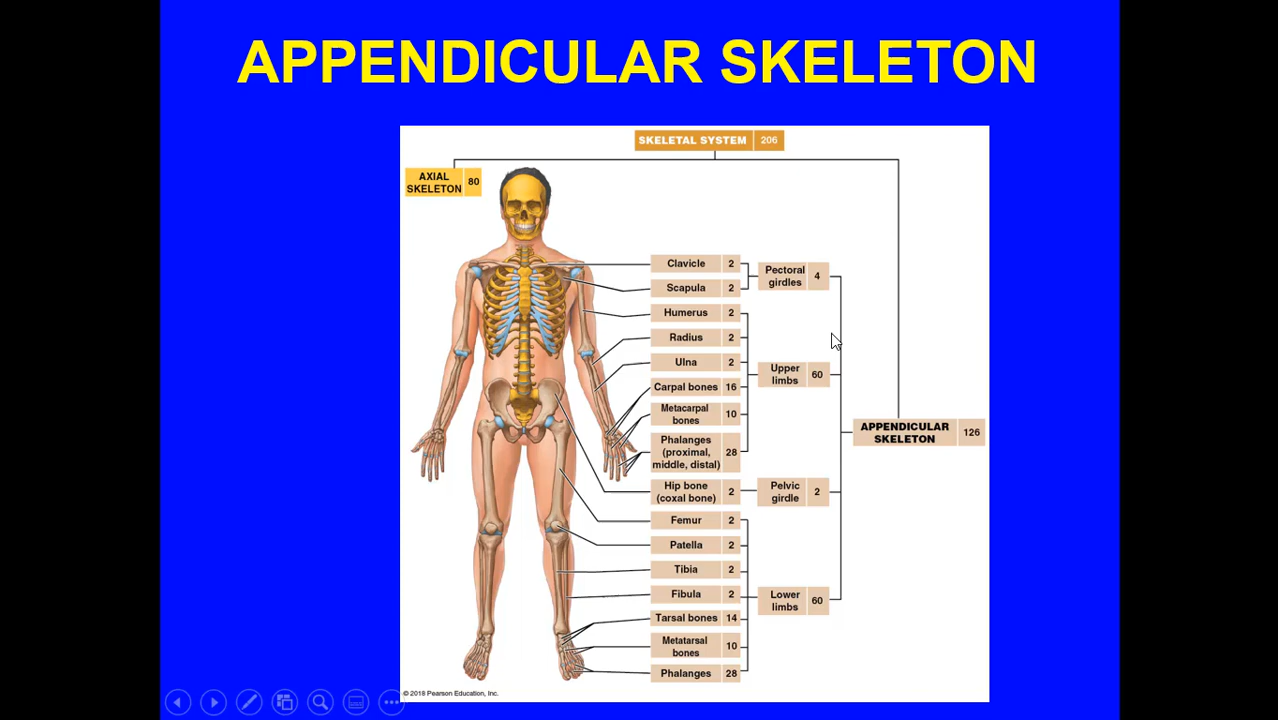 APPENDICULAR SKELETON
SKELETAL SYSTEM 206
AXIAL
SKELETON 80
Clavicle 2
Scapula 2
Pectoral
girdles 4
Humerus 2
Radius 2
Ulna 2
Carpal bones 16
Metacarpal
bones 10
Phalanges
(proximal,
middle, distal) 28
Upper
limbs 60
Hip bone
(coxal bone) 2
Pelvic
girdle 2
Femur 2
Patella 2
Tibia 2
Fibula 2
Tarsal bones 14
Metatarsal
bones 10
Phalanges 28
Lower
limbs 60
APPENDICULAR
SKELETON 126
© 2018 Pearson Education, Inc.